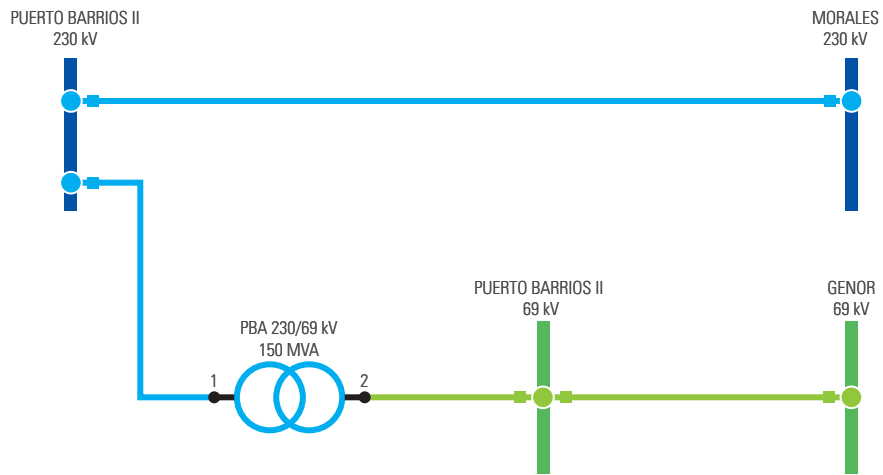 PUERTO BARRIOS II
230 kV
MORALES
230 kV
PUERTO BARRIOS II
69 kV
GENOR
69 kV
PBA 230/69 kV
150 MVA
1
2